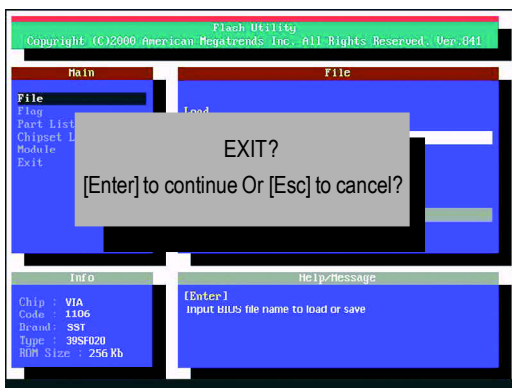 Flash Utility
Copyright (C)2000 American Megatrends Inc. All Rights Reserved. Ver.841
Main
File
File
Flag
Part List
Chipset L
Module
Exit
Load
EXIT?
[Enter] to continue Or [Esc] to cancel?
Info
Chip : VIA
Code : 1106
Brand: SST
Type : 39SF020
ROM Size : 256 Kb
Help/Message
[Enter]
Input BIOS file name to load or save